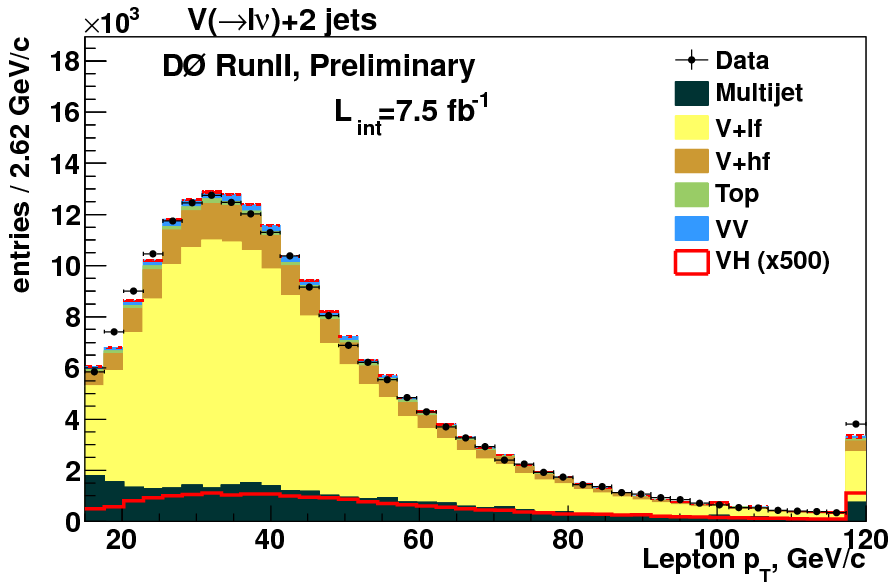 ×10³
V(→lν)+2 jets
DØ RunII, Preliminary
L_int=7.5 fb⁻¹
Data
Multijet
V+lf
V+hf
Top
VV
VH (x500)
entries / 2.62 GeV/c
18
16
14
12
10
8
6
4
2
0
20 40 60 80 100 120
Lepton p_T, GeV/c